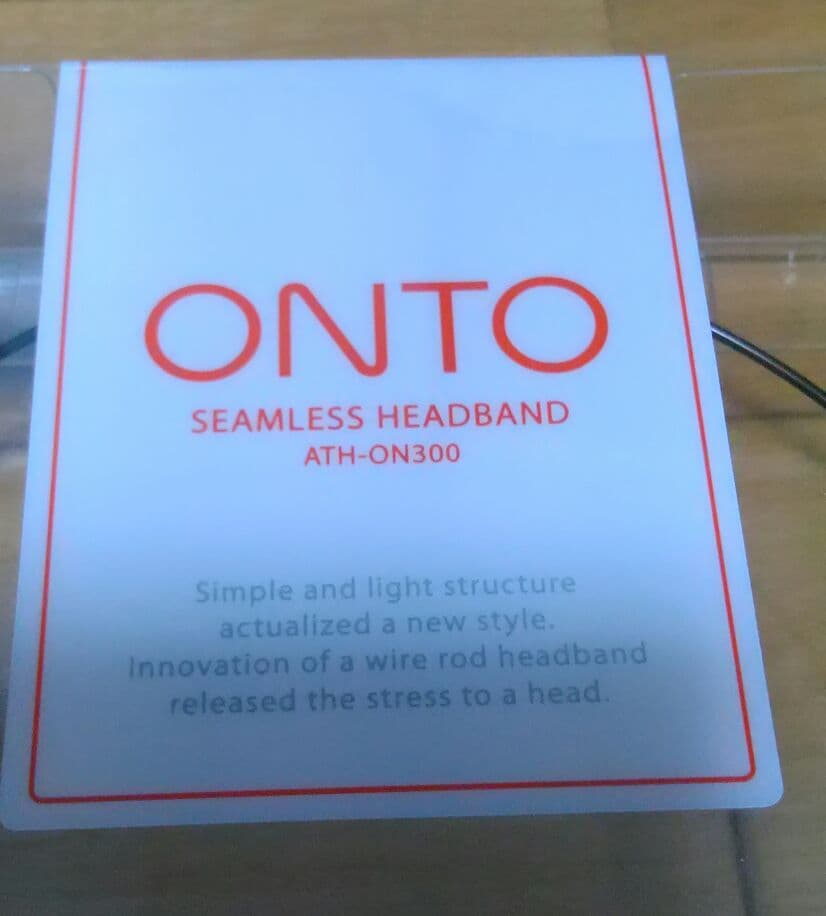 ONTO
SEAMLESS HEADBAND
ATH-ON300
Simple and light structure
actualized a new style.
Innovation of a wire rod headband
released the stress to a head.